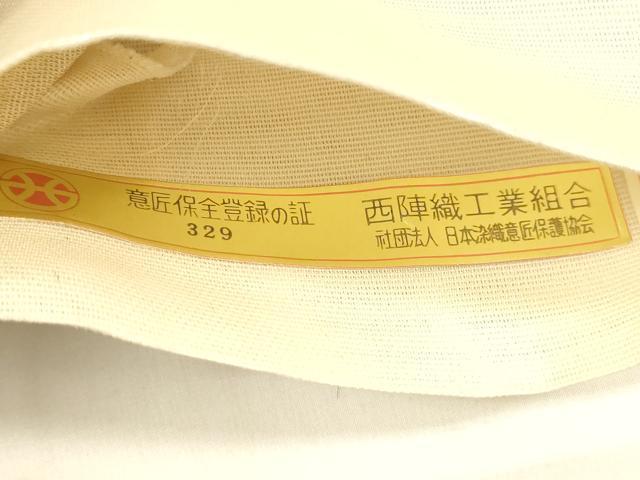 意匠保全登録の証
329
西陣織工業組合
社団法人 日本染織意匠保護協会